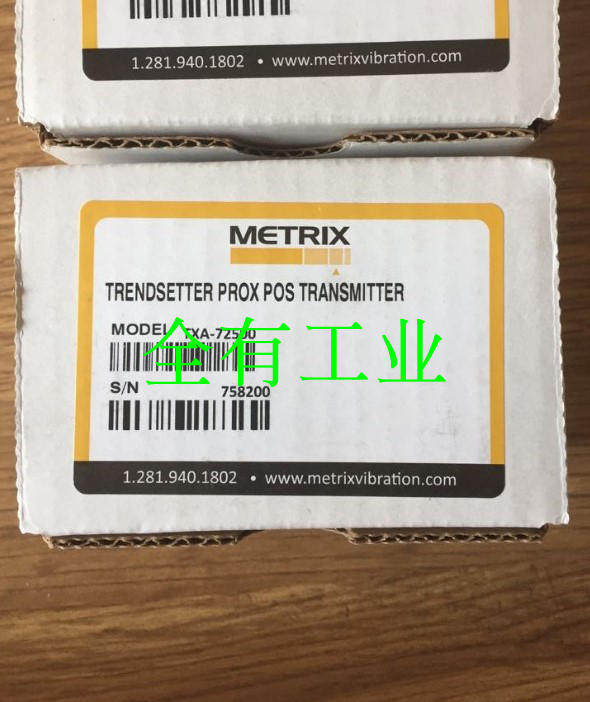 1.281.940.1802 • www.metrixvibration.com
METRIX
TRENDSETTER PROX POS TRANSMITTER
MODEL
全有工业
S/N 758200
1.281.940.1802 • www.metrixvibration.com